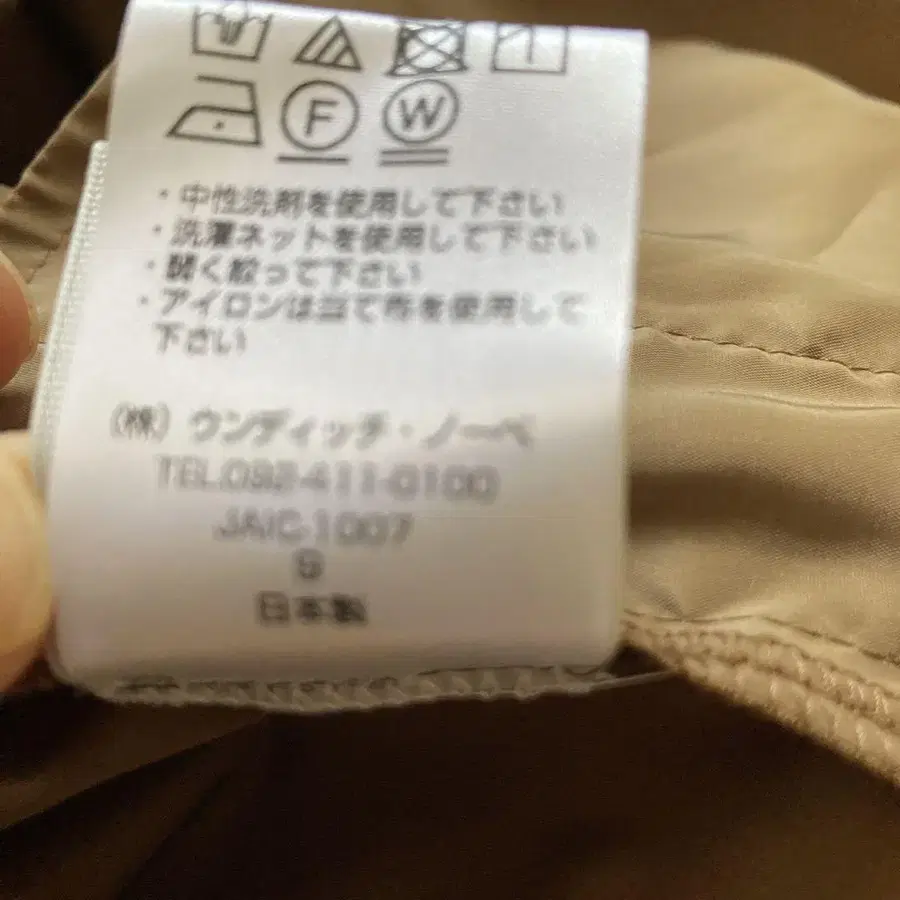 F W
・中性洗剤を使用して下さい
・洗濯ネットを使用して下さい
・弱く絞って下さい
・アイロンは当て布を使用して
下さい
(株) ウンディッチ・ノーベ
TEL.092-411-0100
JAIC-1007
S
日本製